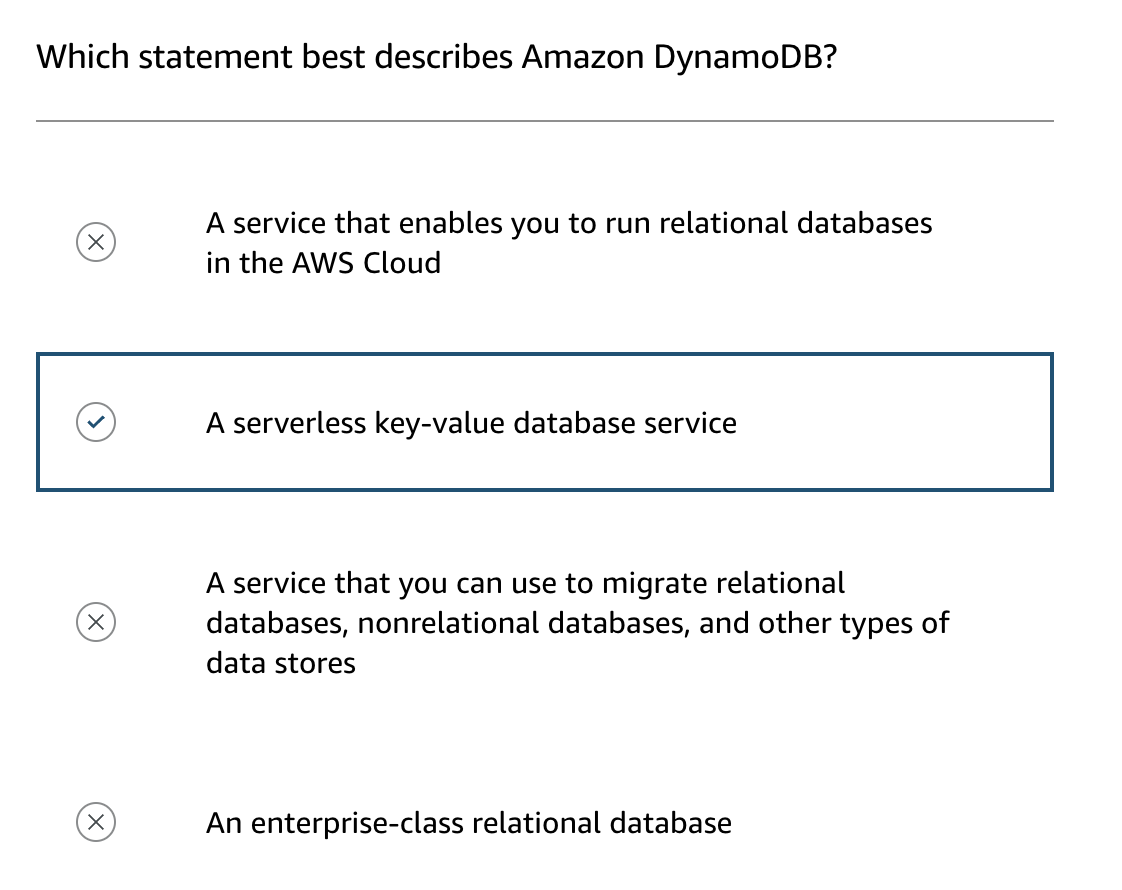 Which statement best describes Amazon DynamoDB?
A service that enables you to run relational databases
in the AWS Cloud
A serverless key-value database service
A service that you can use to migrate relational
databases, nonrelational databases, and other types of
data stores
An enterprise-class relational database